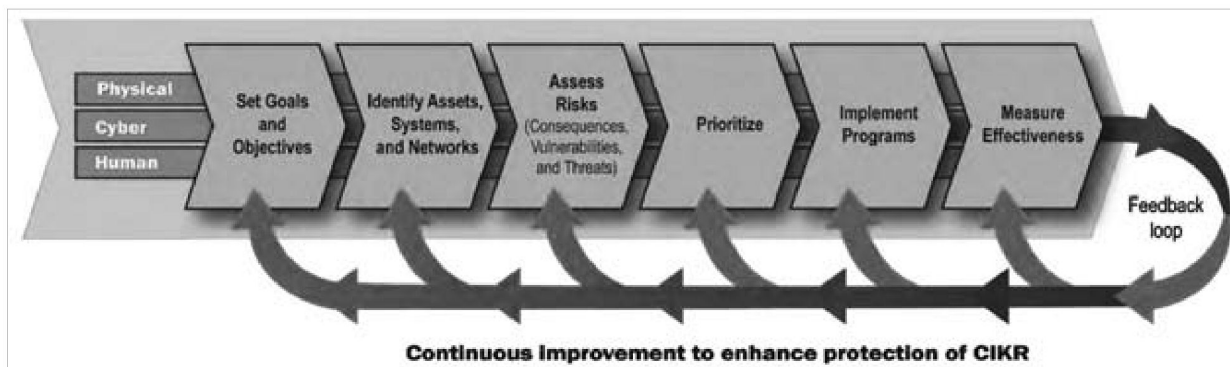 Physical
Cyber
Human
Set Goals
and
Objectives
Identify Assets,
Systems,
and Networks
Assess
Risks
(Consequences,
Vulnerabilities,
and Threats)
Prioritize
Implement
Programs
Measure
Effectiveness
Feedback
loop
Continuous improvement to enhance protection of CIKR